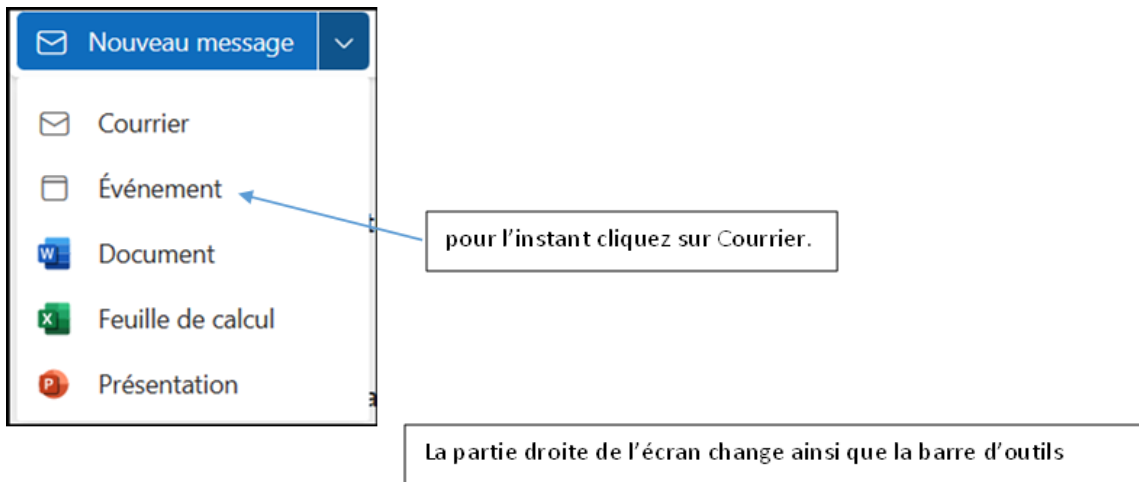 Nouveau message
Courrier
Événement
pour l’instant cliquez sur Courrier.
Document
Feuille de calcul
Présentation
La partie droite de l’écran change ainsi que la barre d’outils